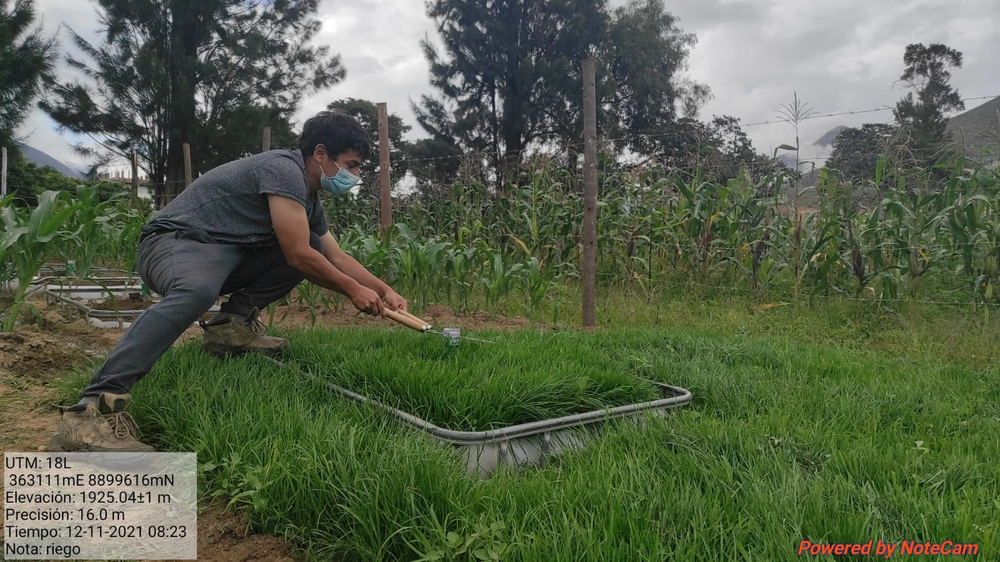 UTM: 18L
363111mE 8899616mN
Elevación: 1925.04±1 m
Precisión: 16.0 m
Tiempo: 12-11-2021 08:23
Nota: riego
Powered by NoteCam